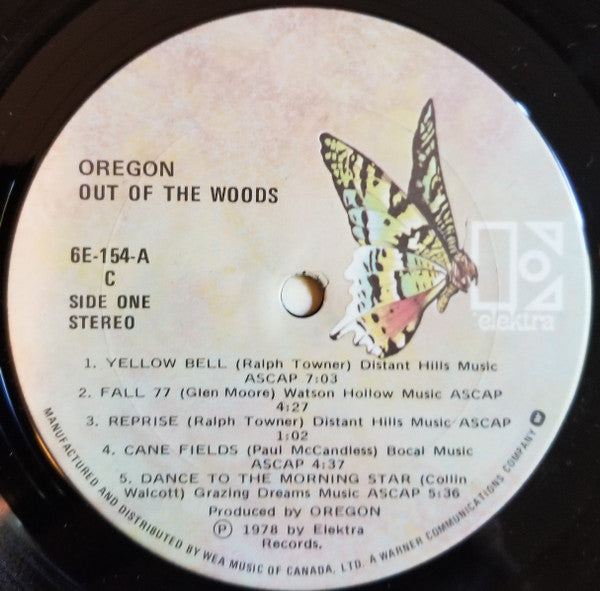 OREGON
OUT OF THE WOODS
6E-154-A
C
SIDE ONE
STEREO
elektra
1. YELLOW BELL (Ralph Towner) Distant Hills Music
ASCAP 7:03
2. FALL 77 (Glen Moore) Watson Hollow Music ASCAP
4:27
3. REPRISE (Ralph Towner) Distant Hills Music ASCAP
1:02
4. CANE FIELDS (Paul McCandless) Bocal Music
ASCAP 4:37
5. DANCE TO THE MORNING STAR (Collin
Walcott) Grazing Dreams Music ASCAP 5:36
Produced by OREGON
Ⓟ 1978 by Elektra
Records.
MANUFACTURED AND DISTRIBUTED BY WEA MUSIC OF CANADA, LTD. A WARNER COMMUNICATIONS COMPANY